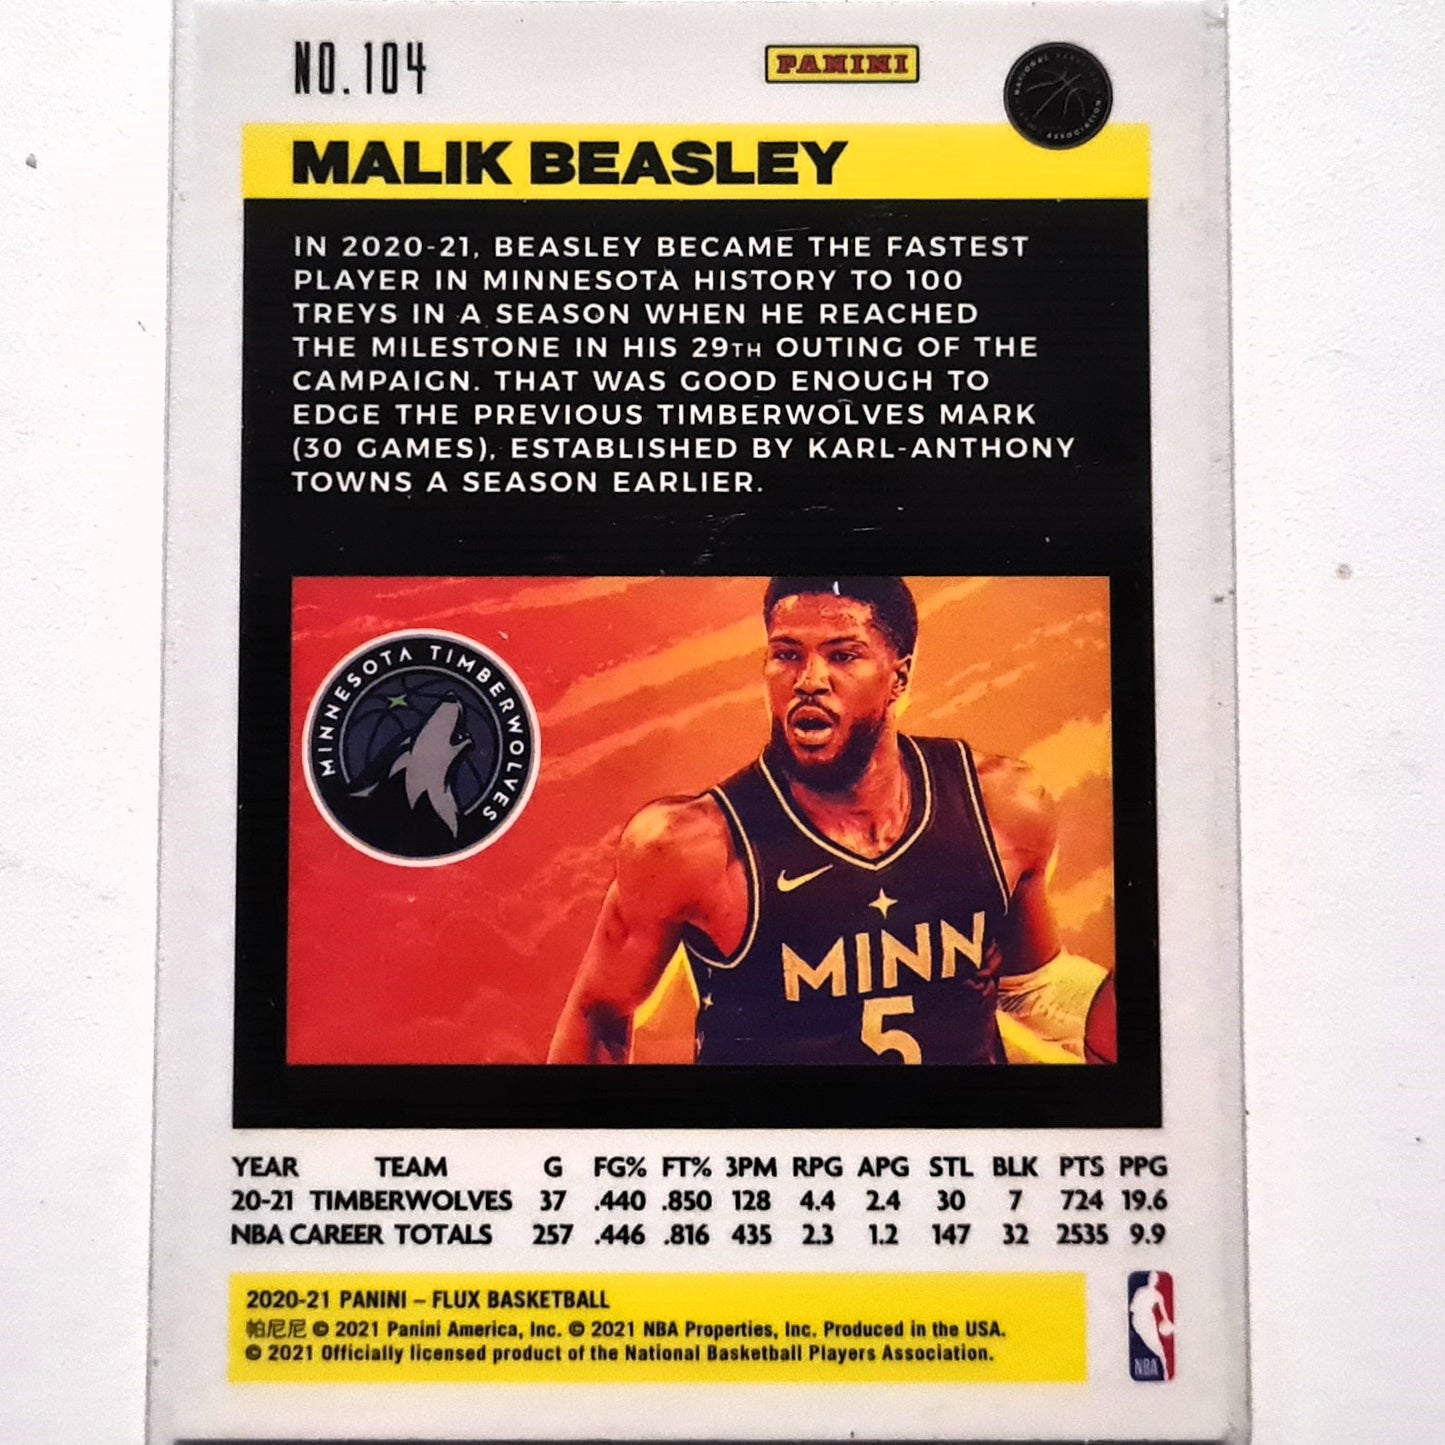 NO.104
PANINI
NATIONAL BASKETBALL PLAYERS ASSOCIATION
MALIK BEASLEY
IN 2020-21, BEASLEY BECAME THE FASTEST
PLAYER IN MINNESOTA HISTORY TO 100
TREYS IN A SEASON WHEN HE REACHED
THE MILESTONE IN HIS 29TH OUTING OF THE
CAMPAIGN. THAT WAS GOOD ENOUGH TO
EDGE THE PREVIOUS TIMBERWOLVES MARK
(30 GAMES), ESTABLISHED BY KARL-ANTHONY
TOWNS A SEASON EARLIER.
MINNESOTA TIMBERWOLVES
MINN
5
YEAR TEAM G FG% FT% 3PM RPG APG STL BLK PTS PPG
20-21 TIMBERWOLVES 37 .440 .850 128 4.4 2.4 30 7 724 19.6
NBA CAREER TOTALS 257 .446 .816 435 2.3 1.2 147 32 2535 9.9
2020-21 PANINI – FLUX BASKETBALL
帕尼尼 © 2021 Panini America, Inc. © 2021 NBA Properties, Inc. Produced in the USA.
© 2021 Officially licensed product of the National Basketball Players Association.
NBA